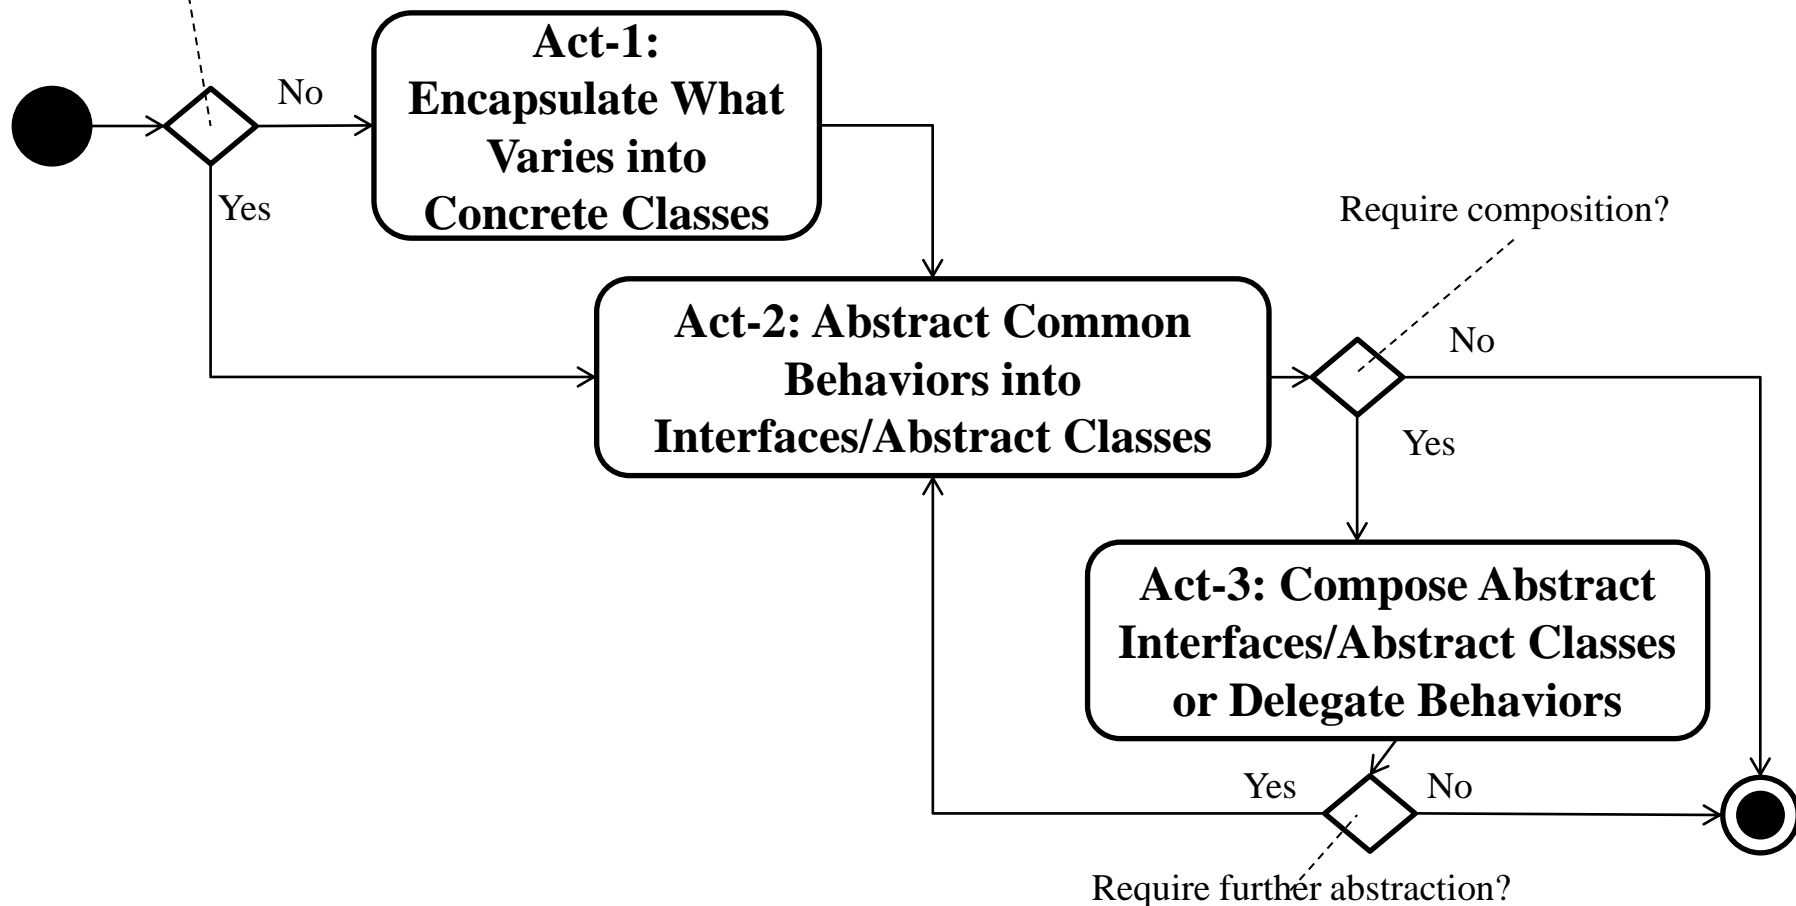 No
Act-1:
Encapsulate What
Varies into
Concrete Classes
Yes
Require composition?
Act-2: Abstract Common
Behaviors into
Interfaces/Abstract Classes
No
Yes
Act-3: Compose Abstract
Interfaces/Abstract Classes
or Delegate Behaviors
Yes
No
Require further abstraction?